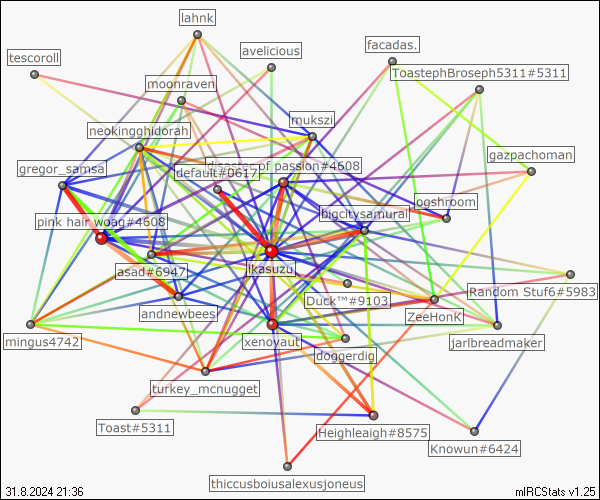 lahnk
avelicious
facadas.
tescoroll
ToastephBroseph5311#5311
moonraven
mukszi
neokingghidorah
gazpachoman
disaster of passion#4608
gregor_samsa
default#0617
ogshroom
bigcitysamurai
pink hair woag#4608
asad#6947
ikasuzu
Random Stuf6#5983
Duck™#9103
andnewbees
ZeeHonK
mingus4742
xenoyaut
jarlbreadmaker
doggerdig
turkey_mcnugget
Toast#5311
Heighleaigh#8575
Knowun#6424
thiccusboiusalexusjoneus
31.8.2024 21:36
mIRCStats v1.25